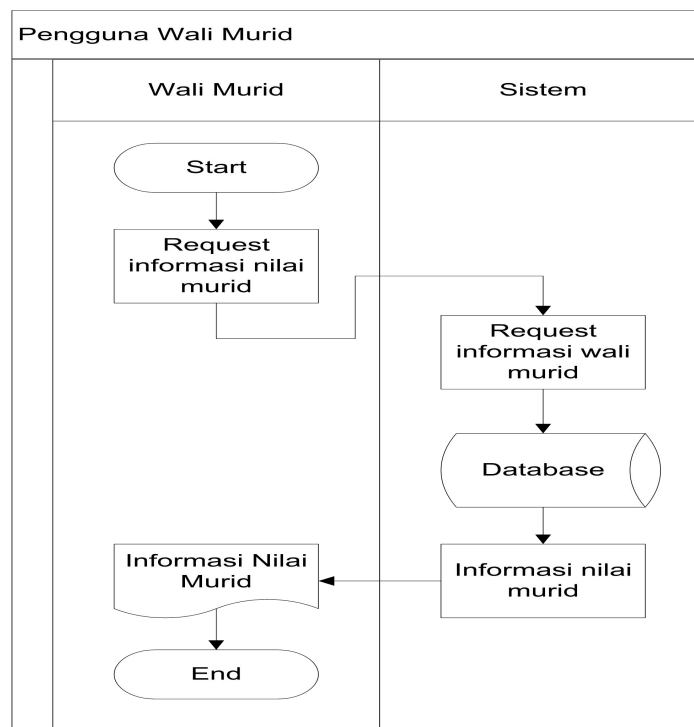 Pengguna Wali Murid
Wali Murid
Sistem
Start
Request
informasi nilai
murid
Request
informasi wali
murid
Database
Informasi nilai
murid
Informasi Nilai
Murid
End